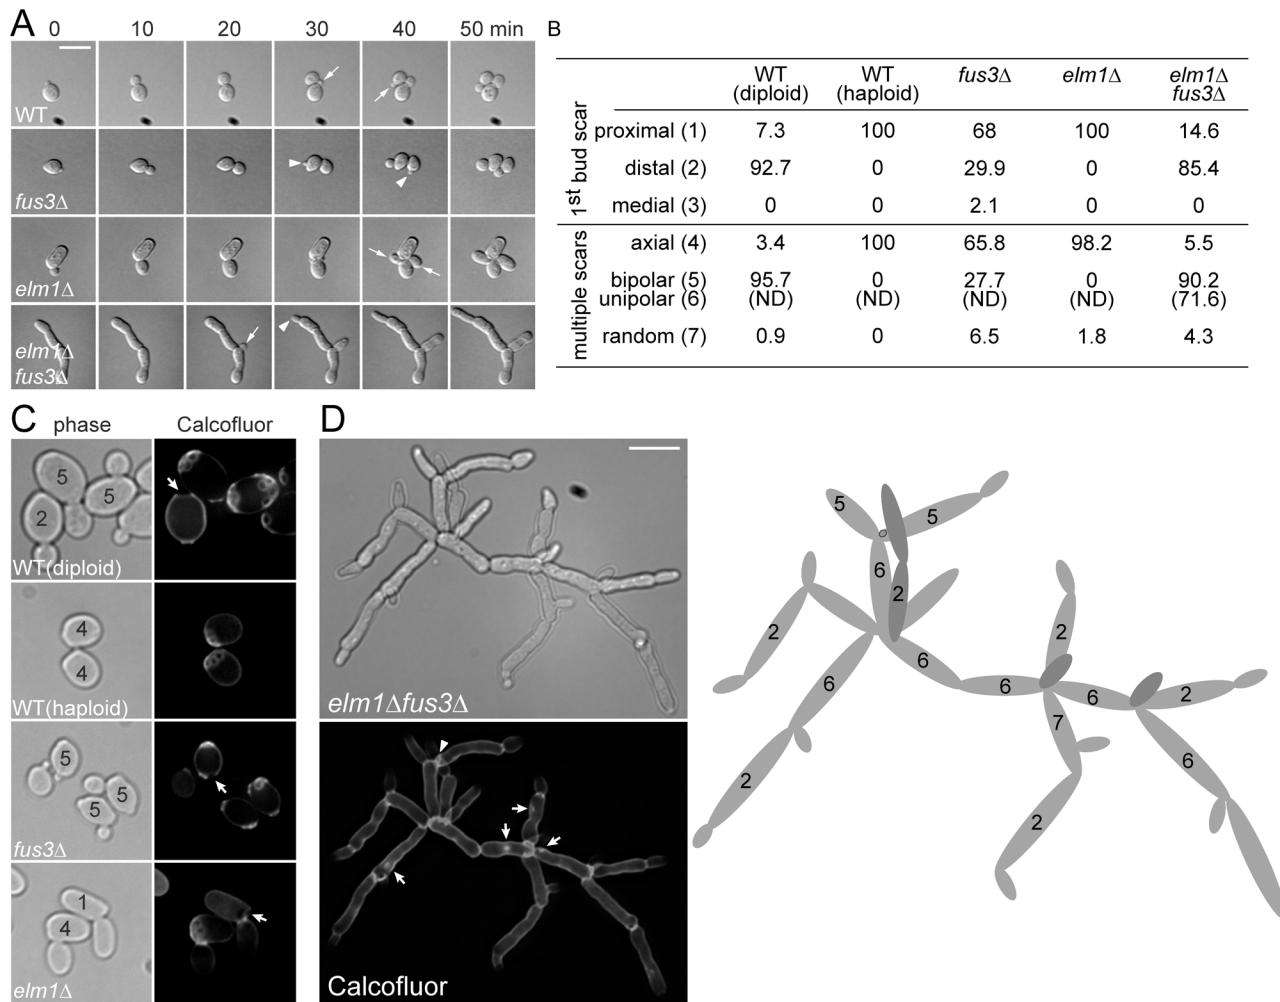 A
0 10 20 30 40 50 min
WT
fus3Δ
elm1Δ
elm1Δ
fus3Δ
B
WT (diploid) WT (haploid) fus3Δ elm1Δ elm1Δ fus3Δ
1st bud scar
proximal (1) 7.3 100 68 100 14.6
distal (2) 92.7 0 29.9 0 85.4
medial (3) 0 0 2.1 0 0
multiple scars
axial (4) 3.4 100 65.8 98.2 5.5
bipolar (5) 95.7 0 27.7 0 90.2
unipolar (6) (ND) (ND) (ND) (ND) (71.6)
random (7) 0.9 0 6.5 1.8 4.3
C
phase Calcofluor
5
5
2
WT(diploid)
4
4
WT(haploid)
5
5
5
fus3Δ
1
4
elm1Δ
D
elm1Δfus3Δ
Calcofluor
5
5
6
2
2
2
6
6
6
6
2
7
6
2
2